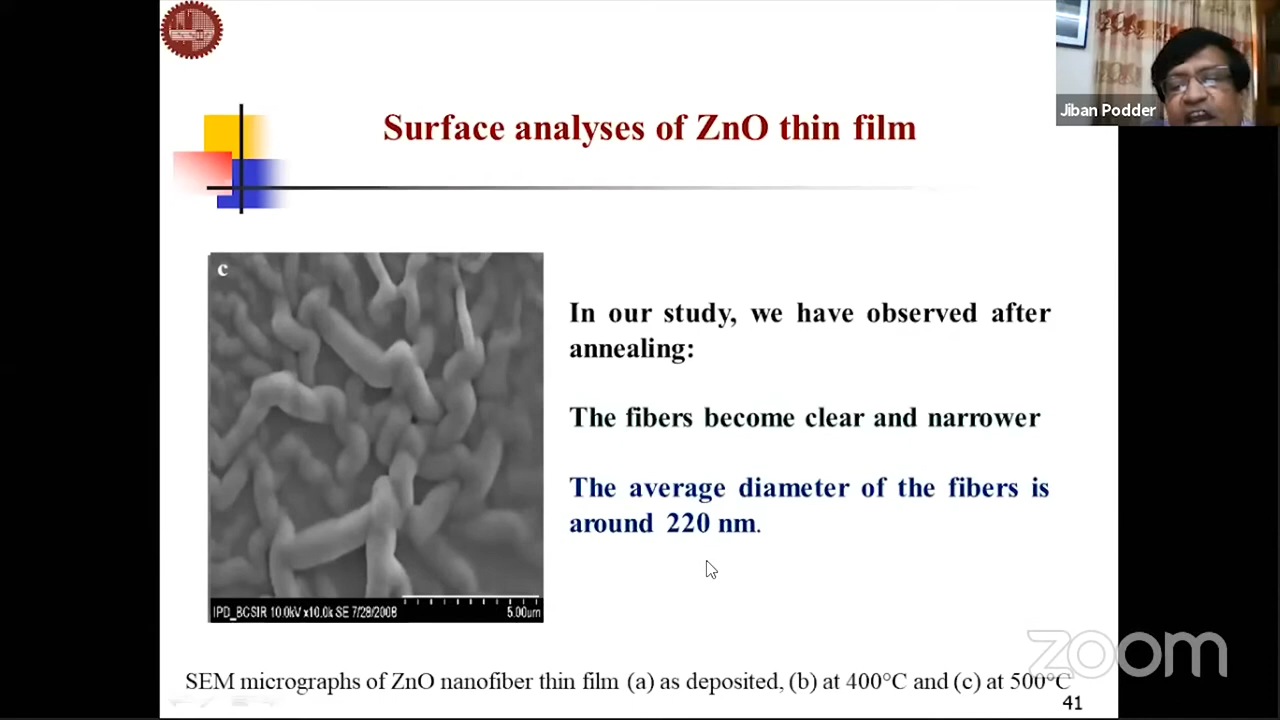 Jiban Podder
Surface analyses of ZnO thin film
c
In our study, we have observed after
annealing:
The fibers become clear and narrower
The average diameter of the fibers is
around 220 nm.
IPD_BCSIR 10.0kV x10.0k SE 7/28/2008 5.00um
zoom
SEM micrographs of ZnO nanofiber thin film (a) as deposited, (b) at 400°C and (c) at 500°C
41